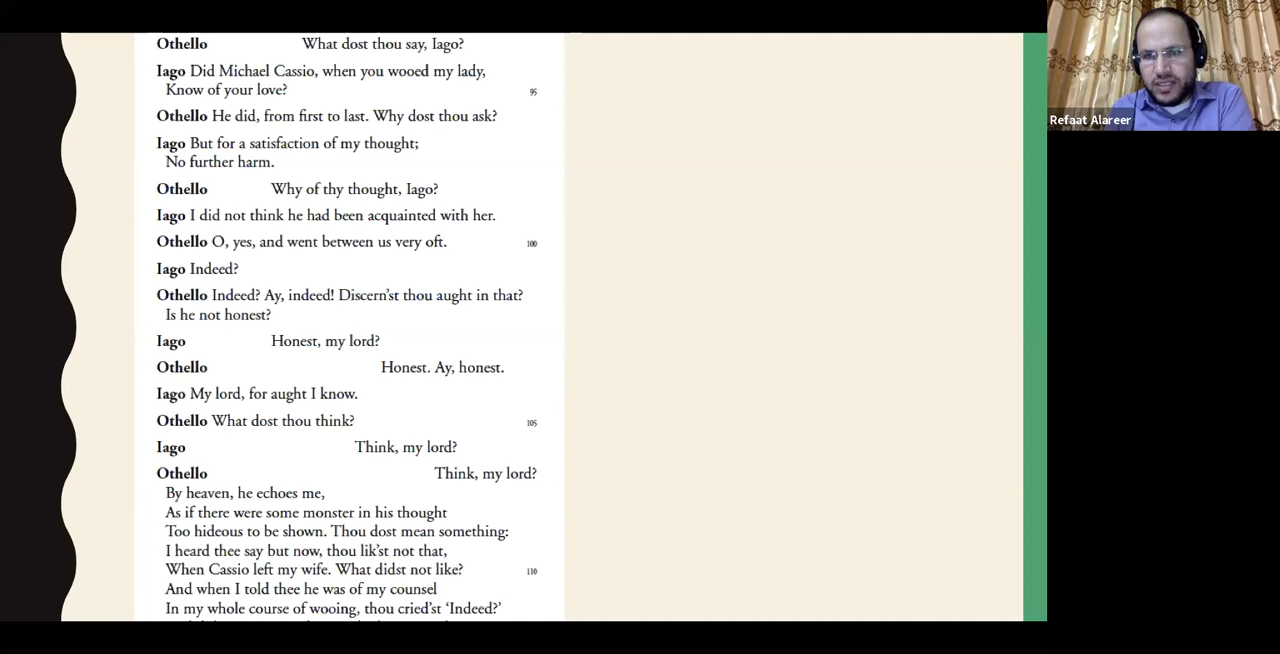 Othello What dost thou say, Iago?
Iago Did Michael Cassio, when you wooed my lady,
Know of your love? 95
Othello He did, from first to last. Why dost thou ask?
Iago But for a satisfaction of my thought;
No further harm.
Othello Why of thy thought, Iago?
Iago I did not think he had been acquainted with her.
Othello O, yes, and went between us very oft. 100
Iago Indeed?
Othello Indeed? Ay, indeed! Discern'st thou aught in that?
Is he not honest?
Iago Honest, my lord?
Othello Honest. Ay, honest.
Iago My lord, for aught I know.
Othello What dost thou think? 105
Iago Think, my lord?
Othello Think, my lord?
By heaven, he echoes me,
As if there were some monster in his thought
Too hideous to be shown. Thou dost mean something:
I heard thee say but now, thou lik'st not that,
When Cassio left my wife. What didst not like? 110
And when I told thee he was of my counsel
In my whole course of wooing, thou cried'st 'Indeed?'
Refaat Alareer